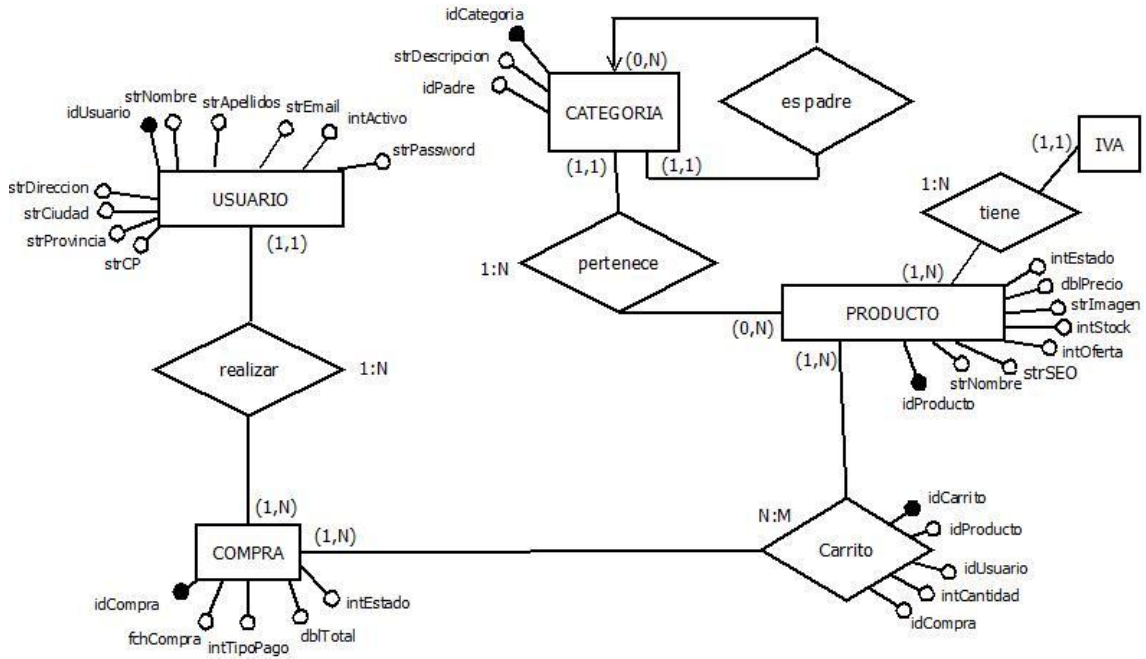 idCategoria
strDescripcion
idPadre
(0,N)
CATEGORIA
es padre
(1,1)
(1,1)
strNombre
strApellidos
strEmail
idUsuario
intActivo
strPassword
strDireccion
strCiudad
strProvincia
strCP
USUARIO
(1,1)
IVA
(1,1)
1:N
tiene
1:N
pertenece
(1,N)
intEstado
dblPrecio
strImagen
intStock
intOferta
PRODUCTO
(0,N)
(1,N)
strSEO
strNombre
idProducto
realizar
1:N
(1,N)
(1,N)
COMPRA
idCompra
fchCompra
intTipoPago
dblTotal
intEstado
N:M
Carrito
idCarrito
idProducto
idUsuario
intCantidad
idCompra